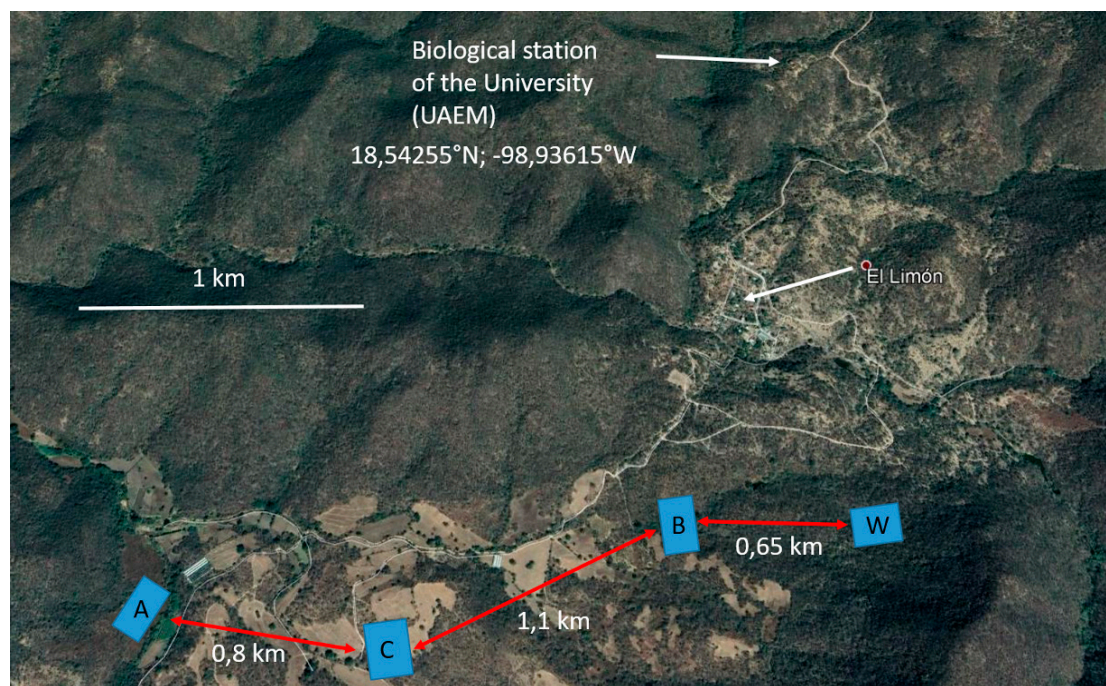 Biological station
of the University
(UAEM)
18,54255°N; -98,93615°W
1 km
El Limón
B
W
0,65 km
A
1,1 km
C
0,8 km